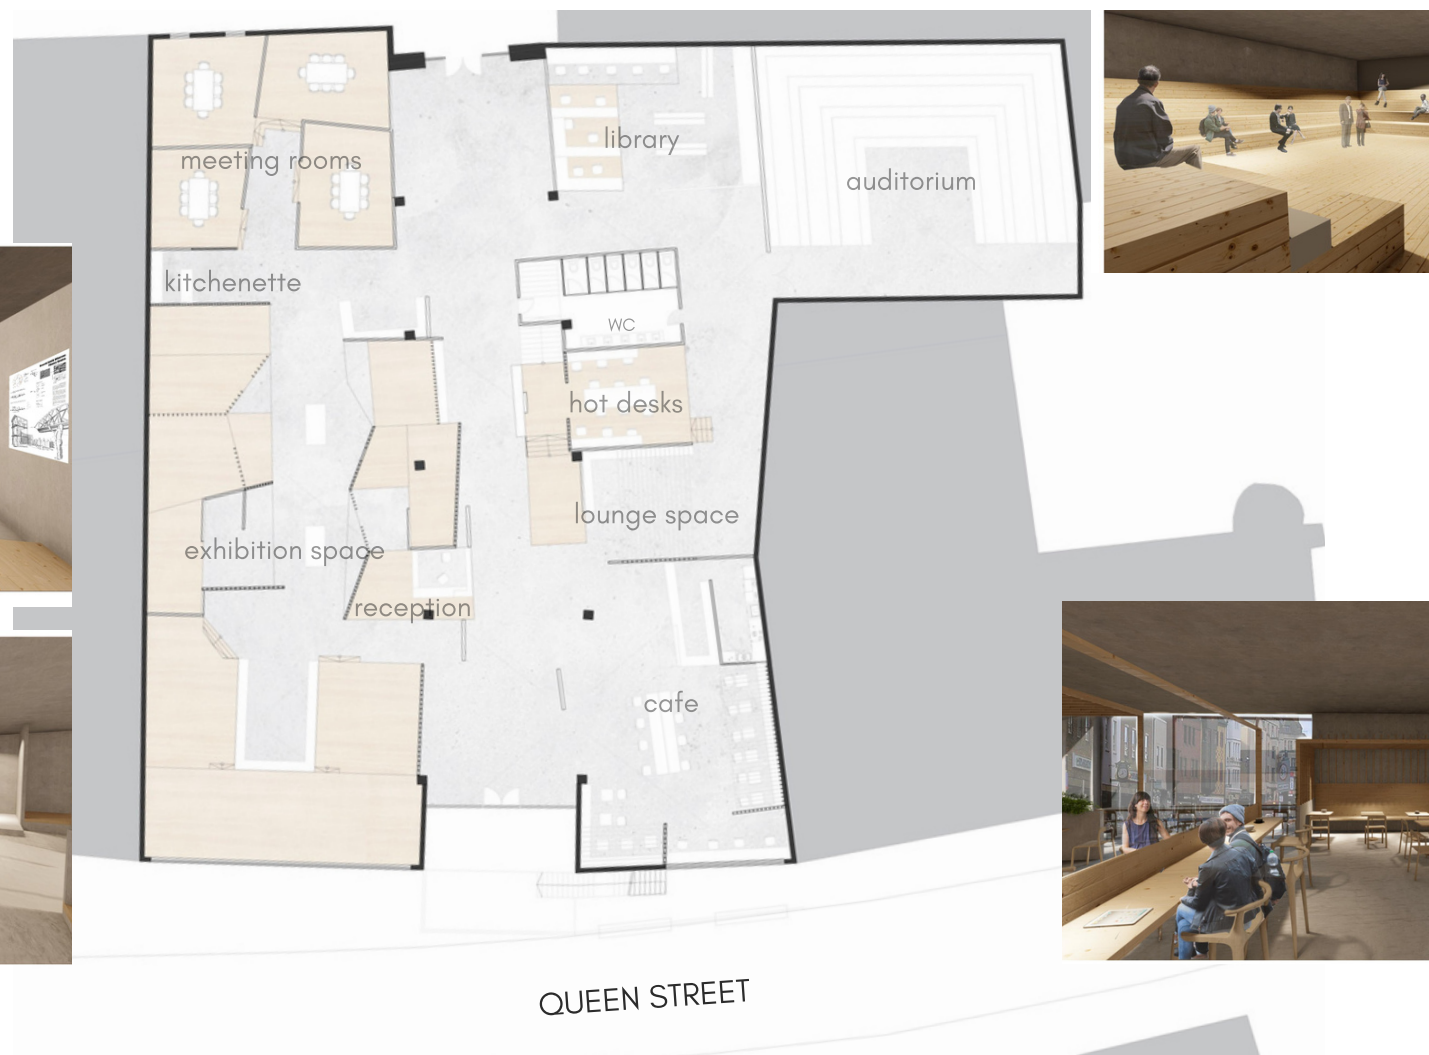 library
meeting rooms
auditorium
kitchenette
WC
hot desks
lounge space
exhibition space
reception
cafe
QUEEN STREET